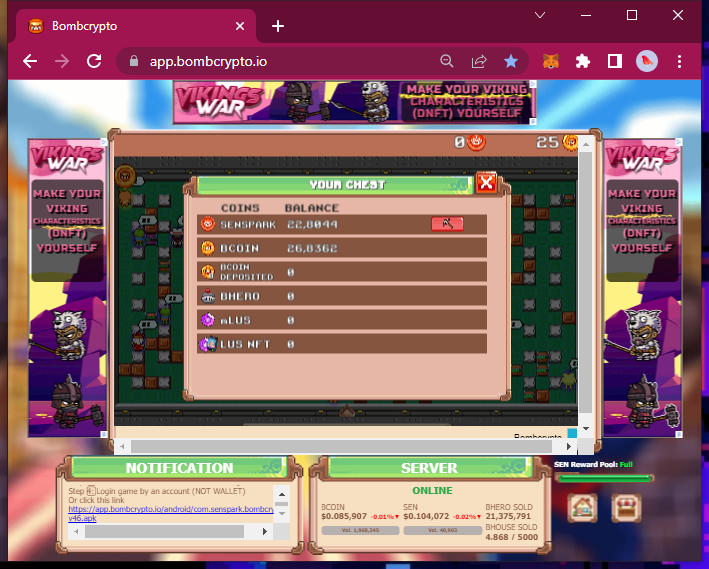 Bombcrypto
app.bombcrypto.io
VIKINGS WAR
MAKE YOUR VIKING
CHARACTERISTICS
(DNFT) YOURSELF
VIKINGS WAR
MAKE YOUR
VIKING
CHARACTERISTICS
(DNFT)
YOURSELF
0
25
YOUR CHEST
COINS BALANCE
SENSPARK 22,8044
BCOIN 26,8362
BCOIN DEPOSITED 0
BHERO 0
mLUS 0
LUS NFT 0
Bombcrypto
VIKINGS WAR
MAKE YOUR
VIKING
CHARACTERISTICS
(DNFT)
YOURSELF
NOTIFICATION
Step Login game by an account (NOT WALLET)
Or click this link
https://app.bombcrypto.io/android/com.senspark.bombcry
v46.apk
SERVER
ONLINE
BCOIN
$0.085,907 -0.01%▼
SEN
$0.104,072 -0.02%▼
BHERO SOLD
21,375,791
BHOUSE SOLD
4.868 / 5000
SEN Reward Pool: Full